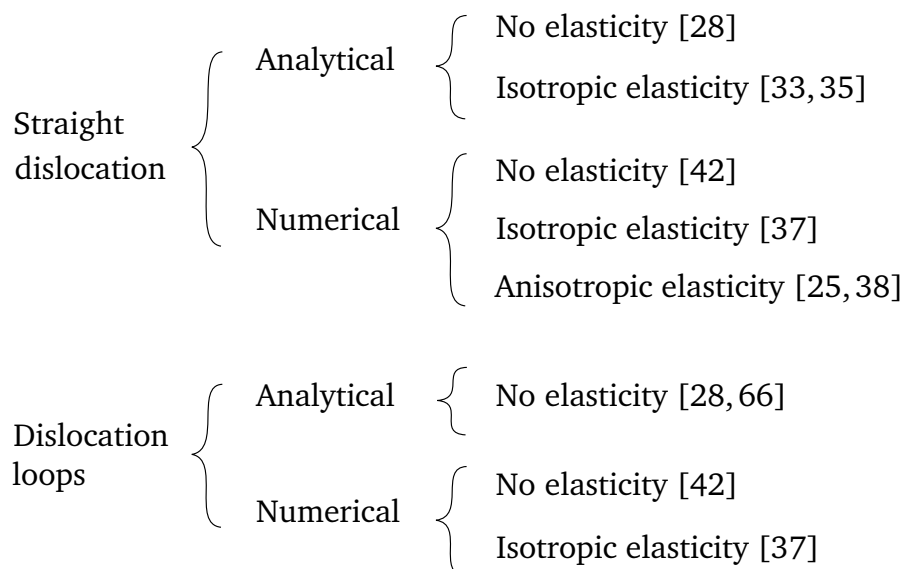 Straight
dislocation
Analytical
No elasticity [28]
Isotropic elasticity [33, 35]
Numerical
No elasticity [42]
Isotropic elasticity [37]
Anisotropic elasticity [25, 38]
Dislocation
loops
Analytical
No elasticity [28, 66]
Numerical
No elasticity [42]
Isotropic elasticity [37]